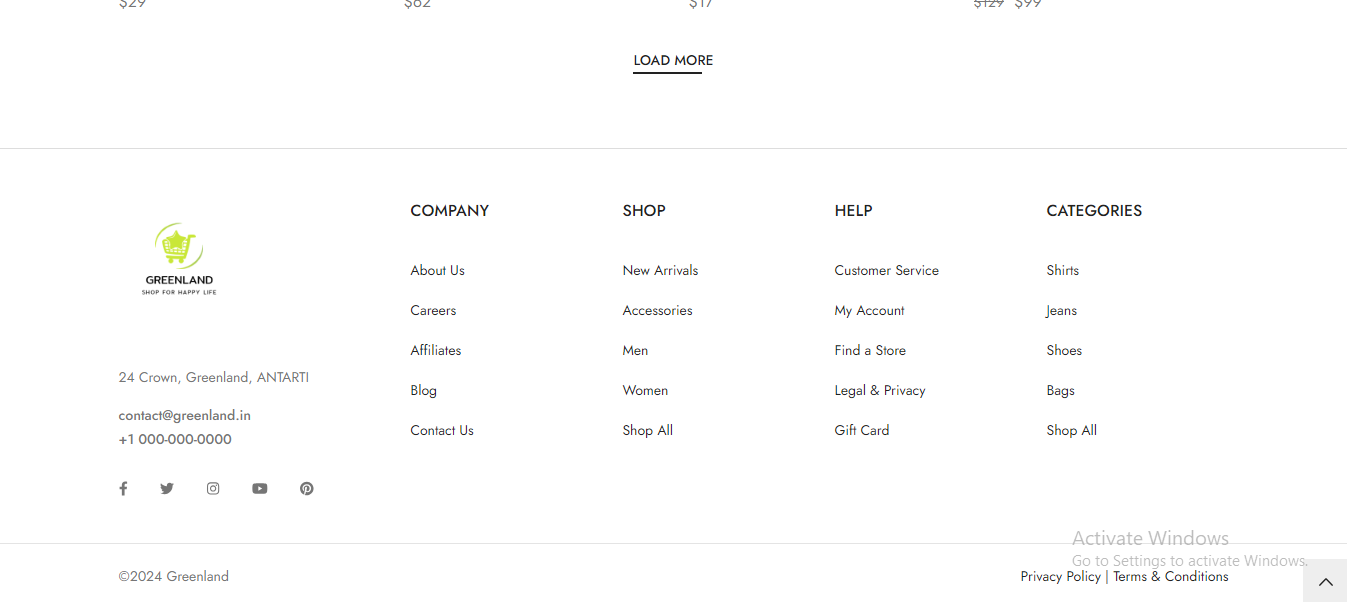 $29
$62
$17
$129 $99
LOAD MORE
GREENLAND
SHOP FOR HAPPY LIFE
24 Crown, Greenland, ANTARTI
contact@greenland.in
+1 000-000-0000
COMPANY
About Us
Careers
Affiliates
Blog
Contact Us
SHOP
New Arrivals
Accessories
Men
Women
Shop All
HELP
Customer Service
My Account
Find a Store
Legal & Privacy
Gift Card
CATEGORIES
Shirts
Jeans
Shoes
Bags
Shop All
Activate Windows
Go to Settings to activate Windows.
©2024 Greenland
Privacy Policy | Terms & Conditions